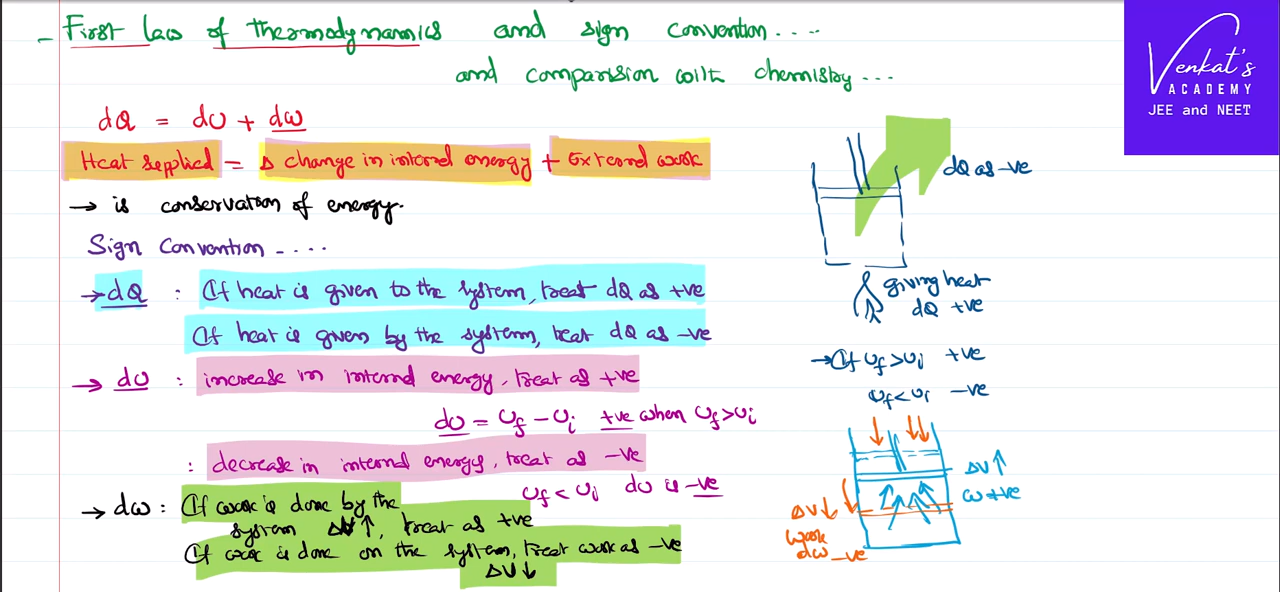 - First law of thermodynamics and sign convention....
and comparision with chemistry...
Venkat's
ACADEMY
JEE and NEET
dQ = dU + dw
Heat supplied = Δ change in internal energy + External work
→ is conservation of energy.
Sign Convention ....
→ dQ : If heat is given to the system, treat dQ as +ve
If heat is given by the system, treat dQ as -ve
→ dU : increase in internal energy, treat as +ve
dU = Uf - Ui +ve when Uf > Ui
: decrease in internal energy, treat as -ve
Uf < Ui dU is -ve
→ dw : If work is done by the
system ΔV↑, treat as +ve
If work is done on the system, treat work as -ve
ΔV↓
dQ as -ve
giving heat
dQ +ve
→ If Uf > Ui +ve
Uf < Ui -ve
ΔV↑
w +ve
ΔV↓
work
dw -ve